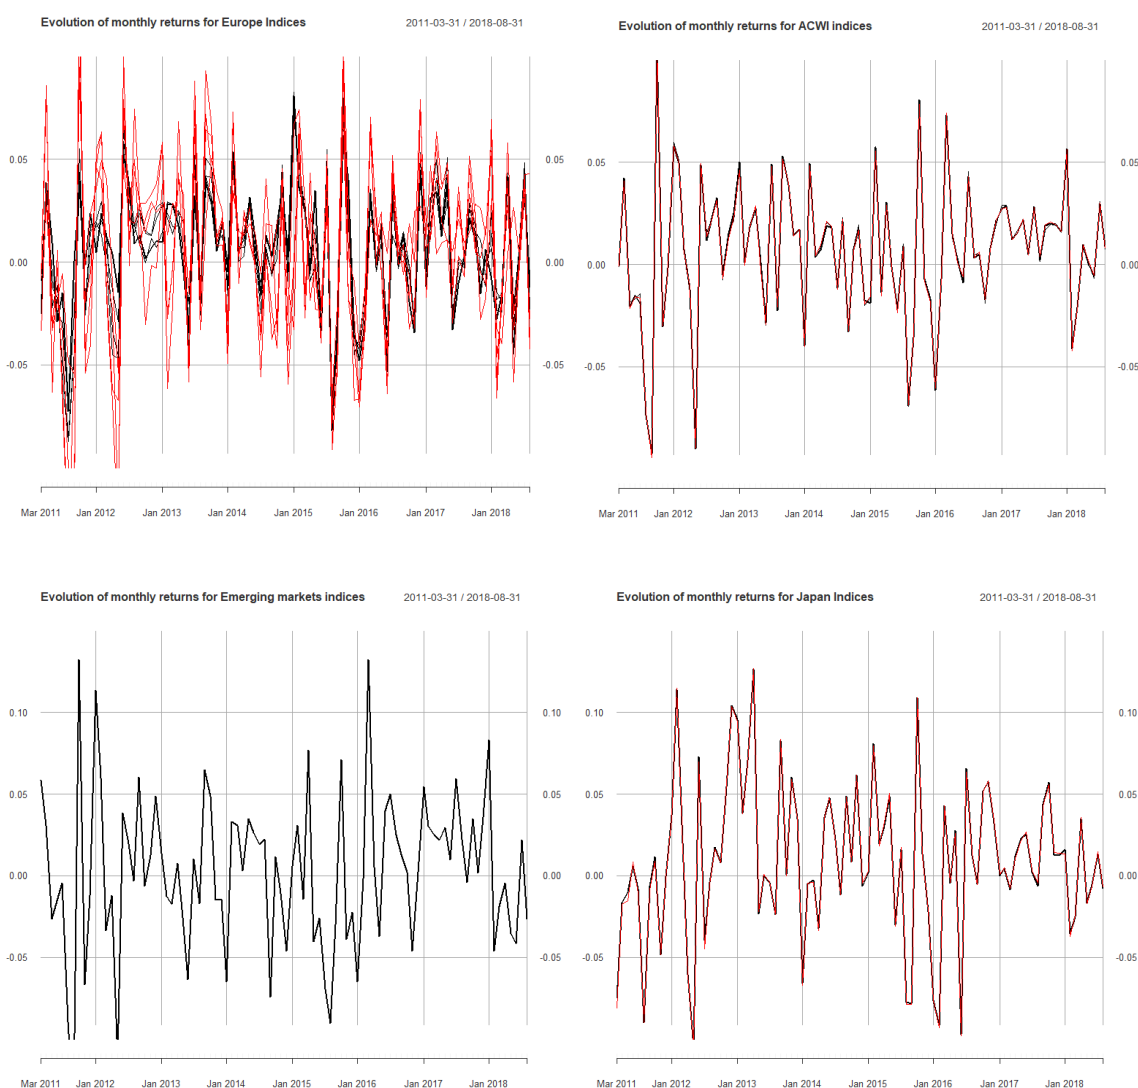 Evolution of monthly returns for Europe Indices 2011-03-31 / 2018-08-31
0.05 0.05
0.00 0.00
-0.05 -0.05
Mar 2011 Jan 2012 Jan 2013 Jan 2014 Jan 2015 Jan 2016 Jan 2017 Jan 2018
Evolution of monthly returns for ACWI indices 2011-03-31 / 2018-08-31
0.05 0.05
0.00 0.00
-0.05 -0.05
Mar 2011 Jan 2012 Jan 2013 Jan 2014 Jan 2015 Jan 2016 Jan 2017 Jan 2018
Evolution of monthly returns for Emerging markets indices 2011-03-31 / 2018-08-31
0.10 0.10
0.05 0.05
0.00 0.00
-0.05 -0.05
Mar 2011 Jan 2012 Jan 2013 Jan 2014 Jan 2015 Jan 2016 Jan 2017 Jan 2018
Evolution of monthly returns for Japan Indices 2011-03-31 / 2018-08-31
0.10 0.10
0.05 0.05
0.00 0.00
-0.05 -0.05
Mar 2011 Jan 2012 Jan 2013 Jan 2014 Jan 2015 Jan 2016 Jan 2017 Jan 2018